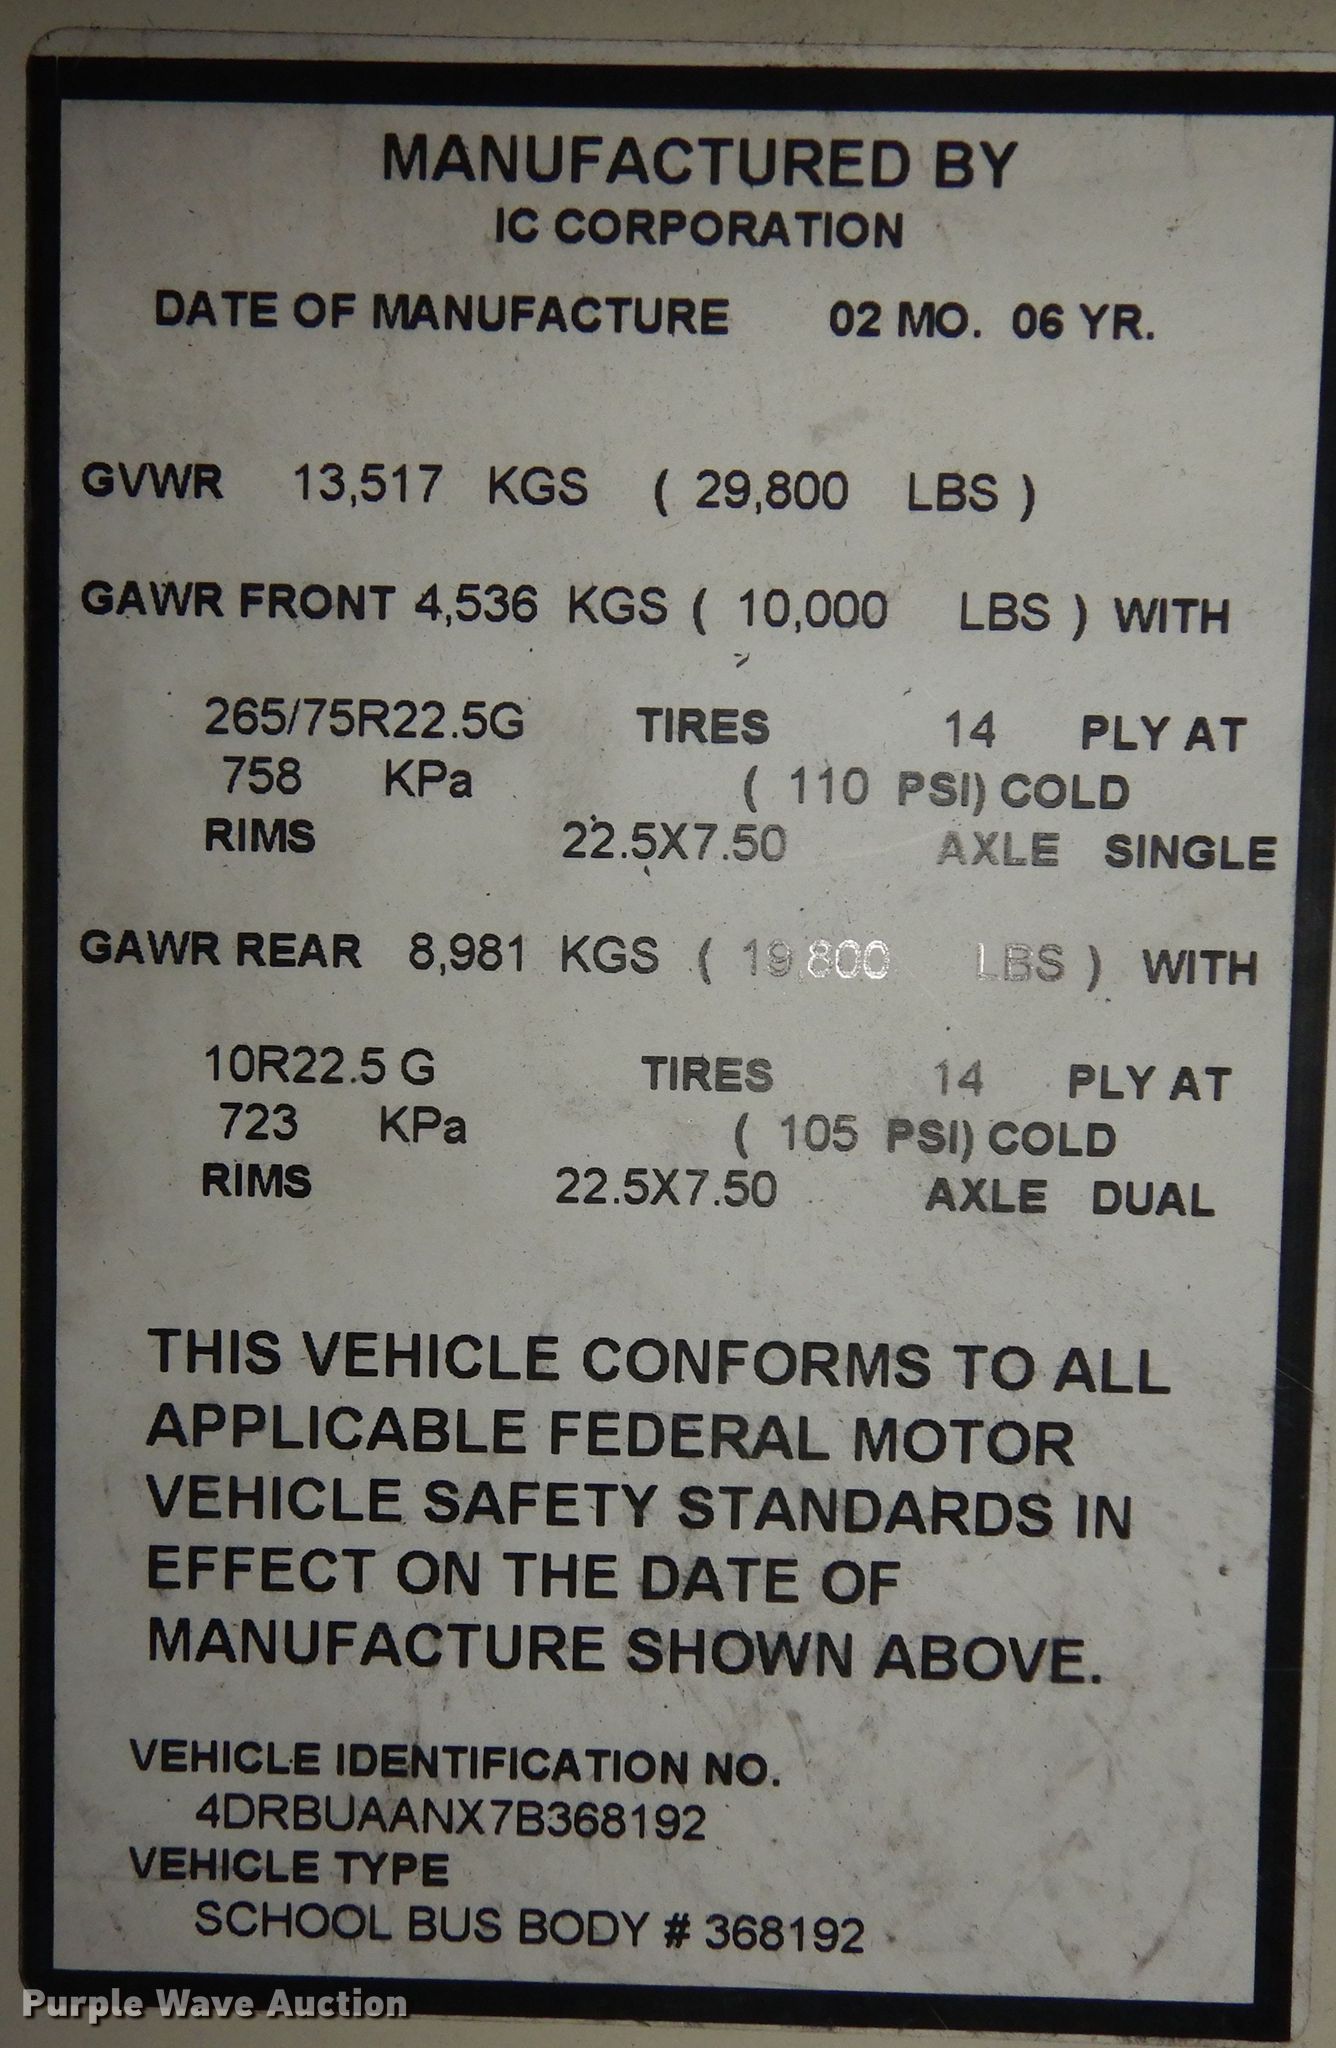 MANUFACTURED BY
IC CORPORATION
DATE OF MANUFACTURE 02 MO. 06 YR.
GVWR 13,517 KGS ( 29,800 LBS )
GAWR FRONT 4,536 KGS ( 10,000 LBS ) WITH
265/75R22.5G TIRES 14 PLY AT
758 KPa ( 110 PSI) COLD
RIMS 22.5X7.50 AXLE SINGLE
GAWR REAR 8,981 KGS ( 19,800 LBS ) WITH
10R22.5 G TIRES 14 PLY AT
723 KPa ( 105 PSI) COLD
RIMS 22.5X7.50 AXLE DUAL
THIS VEHICLE CONFORMS TO ALL
APPLICABLE FEDERAL MOTOR
VEHICLE SAFETY STANDARDS IN
EFFECT ON THE DATE OF
MANUFACTURE SHOWN ABOVE.
VEHICLE IDENTIFICATION NO.
4DRBUAANX7B368192
VEHICLE TYPE
SCHOOL BUS BODY # 368192
Purple Wave Auction